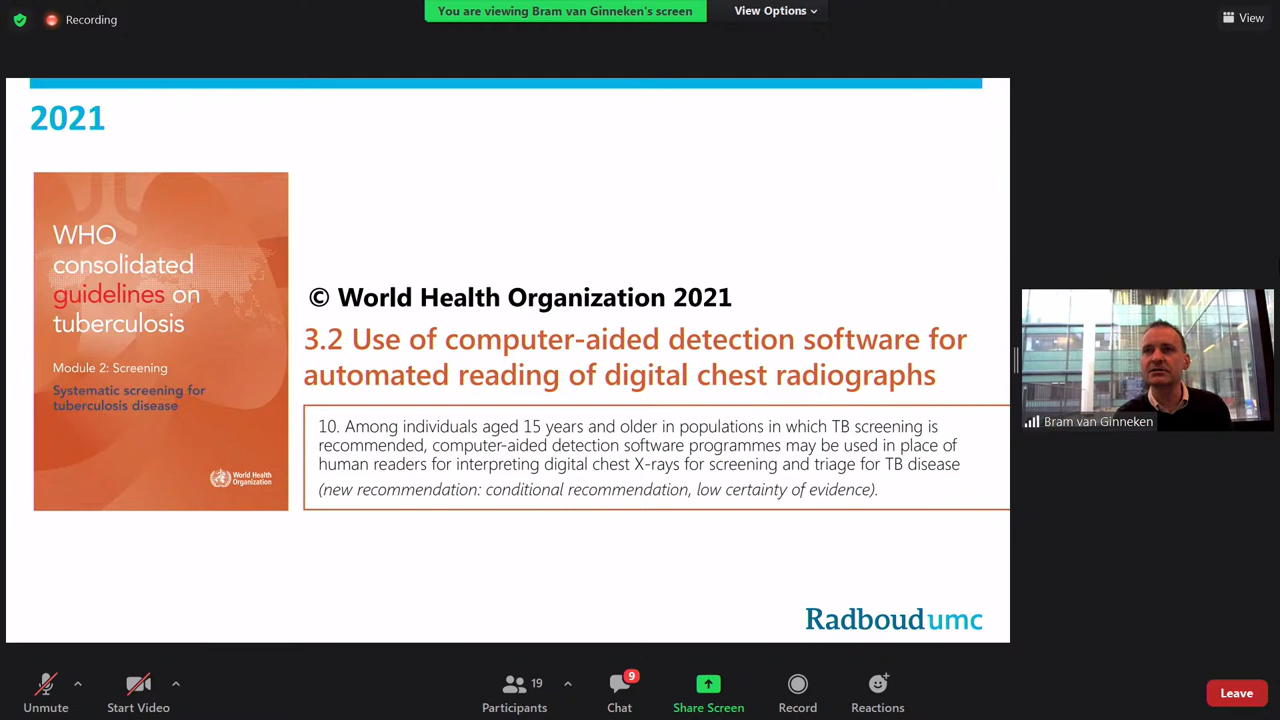 Recording
You are viewing Bram van Ginneken's screen
View Options
View
2021
WHO
consolidated
guidelines on
tuberculosis
Module 2: Screening
Systematic screening for
tuberculosis disease
World Health
Organization
© World Health Organization 2021
3.2 Use of computer-aided detection software for
automated reading of digital chest radiographs
10. Among individuals aged 15 years and older in populations in which TB screening is
recommended, computer-aided detection software programmes may be used in place of
human readers for interpreting digital chest X-rays for screening and triage for TB disease
(new recommendation: conditional recommendation, low certainty of evidence).
Radboudumc
Bram van Ginneken
Unmute
Start Video
19
Participants
9
Chat
Share Screen
Record
Reactions
Leave